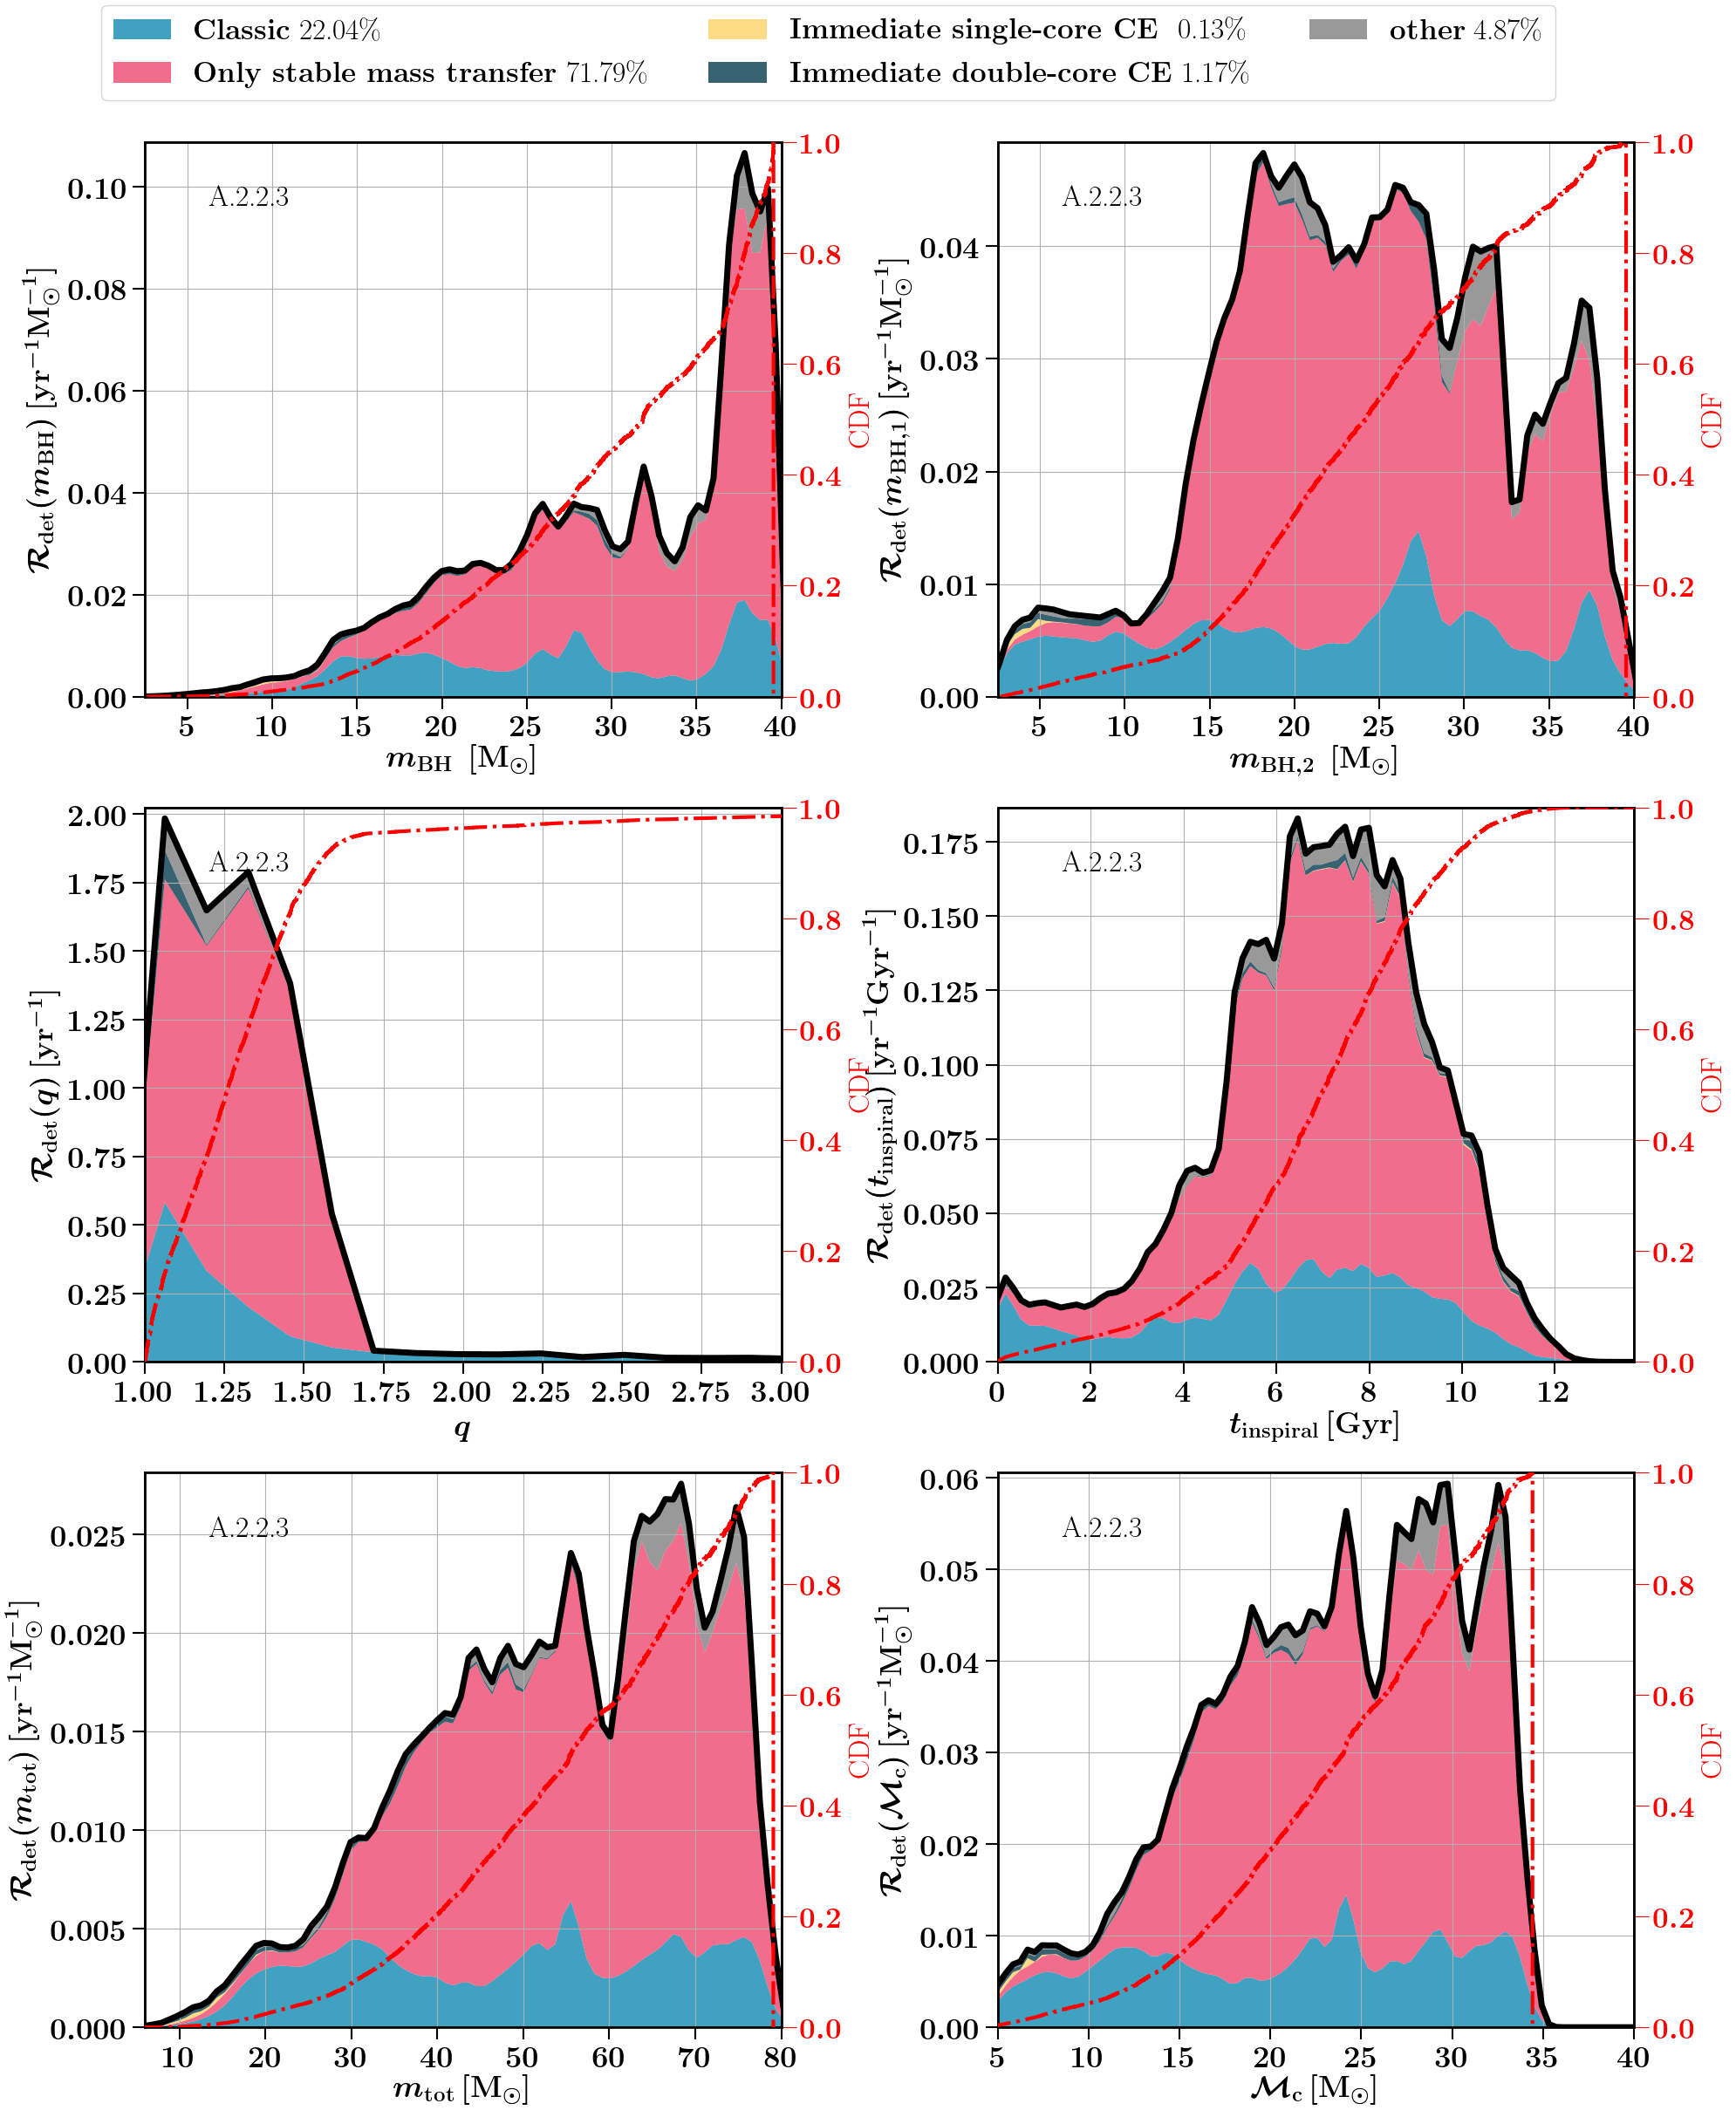 Classic 22.04%
Only stable mass transfer 71.79%
Immediate single-core CE 0.13%
Immediate double-core CE 1.17%
other 4.87%
A.2.2.3
0.10
0.08
0.06
0.04
0.02
0.00
5 10 15 20 25 30 35 40
1.0
0.8
0.6
0.4
0.2
0.0
CDF
ℛ_det(m_BH) [yr⁻¹M⊙⁻¹]
m_BH [M⊙]
A.2.2.3
0.04
0.03
0.02
0.01
0.00
5 10 15 20 25 30 35 40
1.0
0.8
0.6
0.4
0.2
0.0
CDF
ℛ_det(m_BH,1) [yr⁻¹M⊙⁻¹]
m_BH,2 [M⊙]
A.2.2.3
2.00
1.75
1.50
1.25
1.00
0.75
0.50
0.25
0.00
1.00 1.25 1.50 1.75 2.00 2.25 2.50 2.75 3.00
1.0
0.8
0.6
0.4
0.2
0.0
CDF
ℛ_det(q) [yr⁻¹]
q
A.2.2.3
0.175
0.150
0.125
0.100
0.075
0.050
0.025
0.000
0 2 4 6 8 10 12
1.0
0.8
0.6
0.4
0.2
0.0
CDF
ℛ_det(t_inspiral) [yr⁻¹Gyr⁻¹]
t_inspiral [Gyr]
A.2.2.3
0.025
0.020
0.015
0.010
0.005
0.000
10 20 30 40 50 60 70 80
1.0
0.8
0.6
0.4
0.2
0.0
CDF
ℛ_det(m_tot) [yr⁻¹M⊙⁻¹]
m_tot [M⊙]
A.2.2.3
0.06
0.05
0.04
0.03
0.02
0.01
0.00
5 10 15 20 25 30 35 40
1.0
0.8
0.6
0.4
0.2
0.0
CDF
ℛ_det(ℳ_c) [yr⁻¹M⊙⁻¹]
ℳ_c [M⊙]